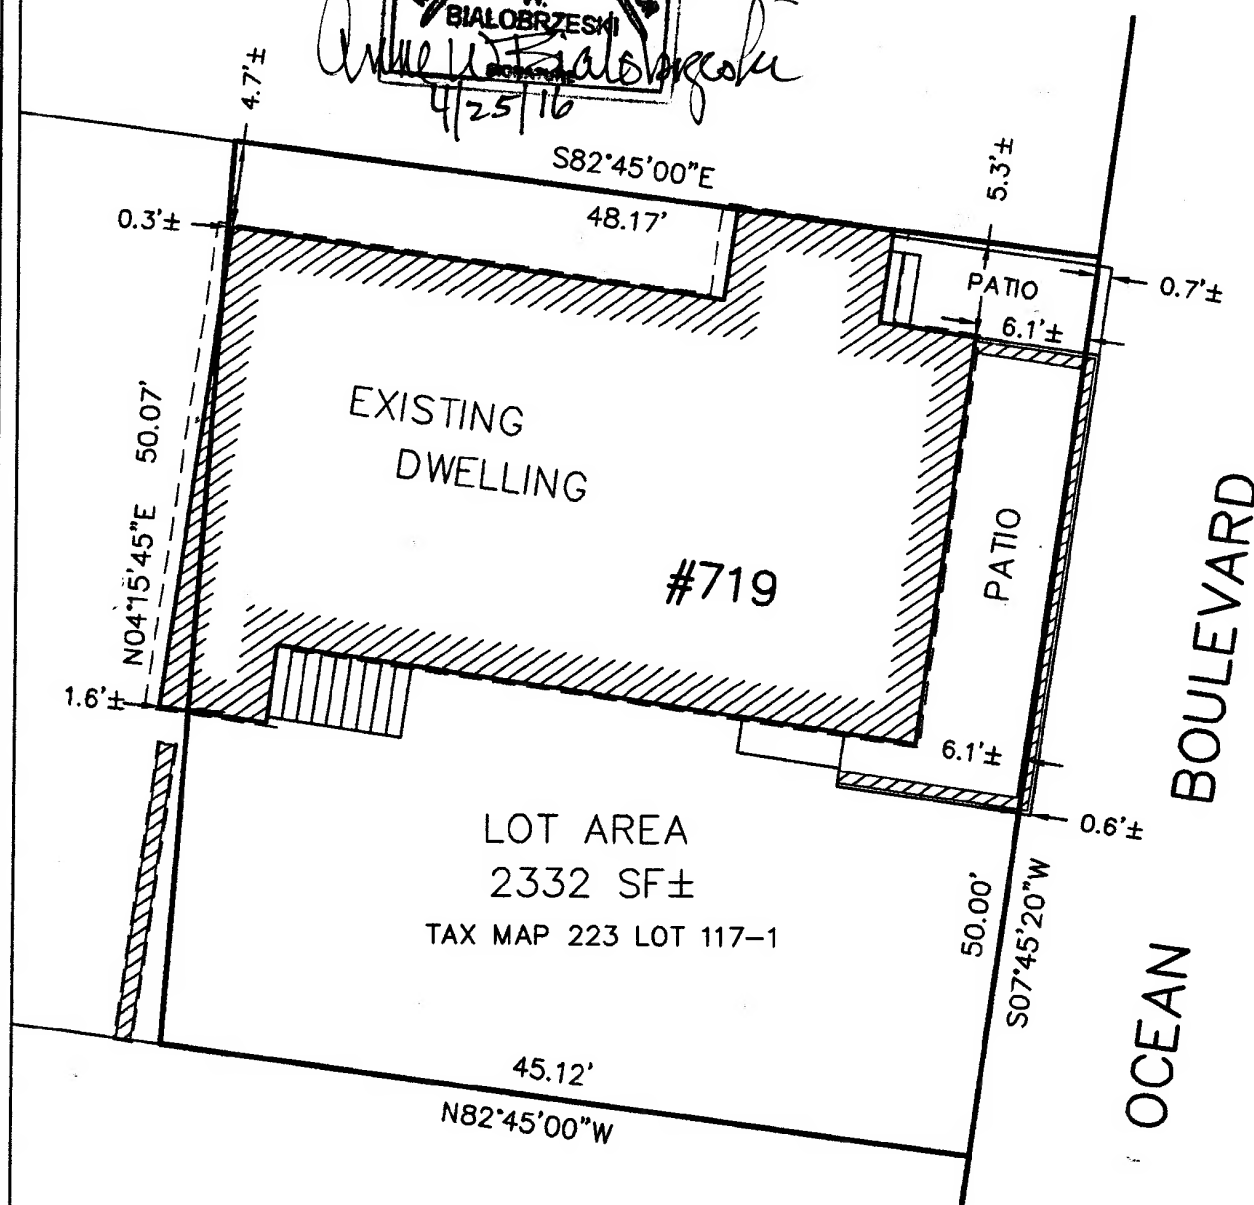 W.
BIALOBRZESKI
SIGNATURE
4/25/16
4.7'±
S82°45'00"E
48.17'
5.3'±
0.3'±
PATIO
0.7'±
6.1'±
EXISTING
DWELLING
#719
PATIO
N04°15'45"E 50.07'
1.6'±
6.1'±
0.6'±
LOT AREA
2332 SF±
TAX MAP 223 LOT 117-1
50.00'
S07°45'20"W
45.12'
N82°45'00"W
OCEAN BOULEVARD